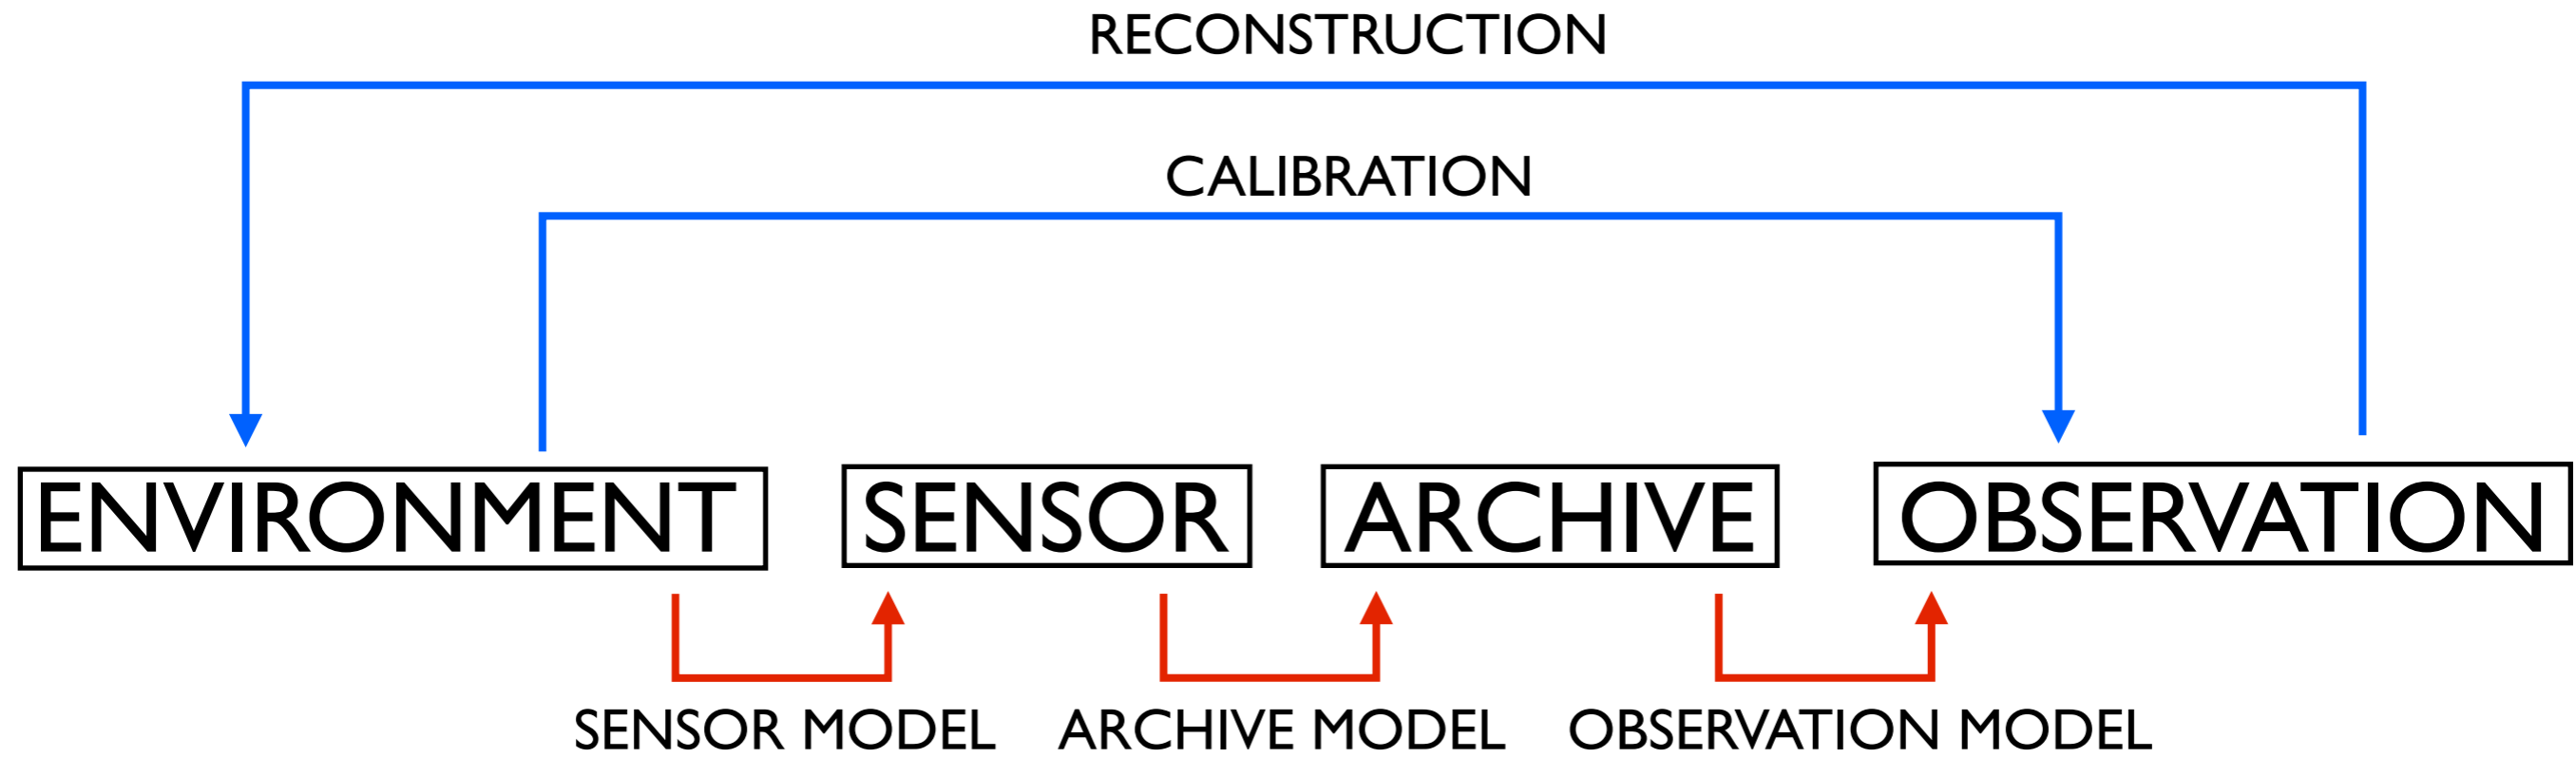 RECONSTRUCTION
CALIBRATION
ENVIRONMENT SENSOR ARCHIVE OBSERVATION
SENSOR MODEL ARCHIVE MODEL OBSERVATION MODEL